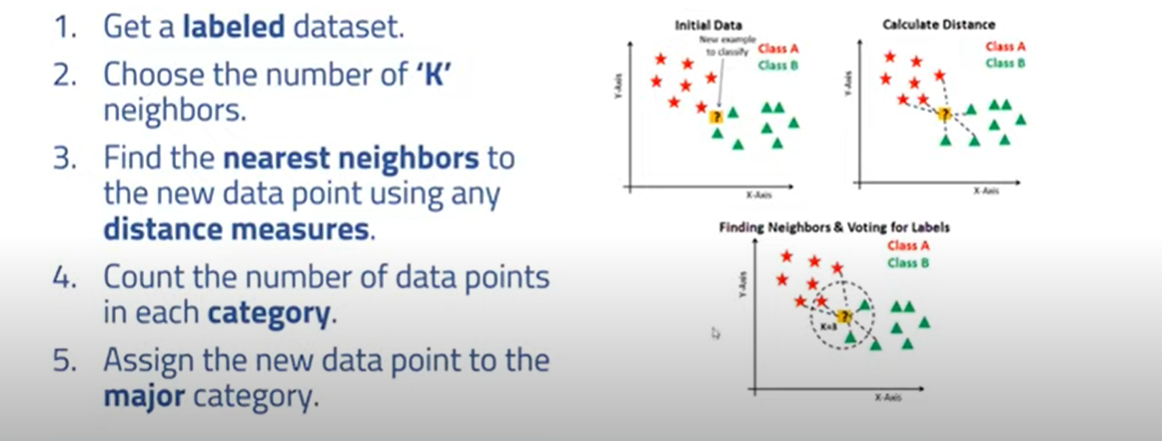 1. Get a labeled dataset.
2. Choose the number of ‘K’
neighbors.
3. Find the nearest neighbors to
the new data point using any
distance measures.
4. Count the number of data points
in each category.
5. Assign the new data point to the
major category.
Initial Data
New example
to classify
Class A
Class B
?
Y-Axis
X-Axis
Calculate Distance
Class A
Class B
?
Y-Axis
X-Axis
Finding Neighbors & Voting for Labels
Class A
Class B
?
K=3
Y-Axis
X-Axis